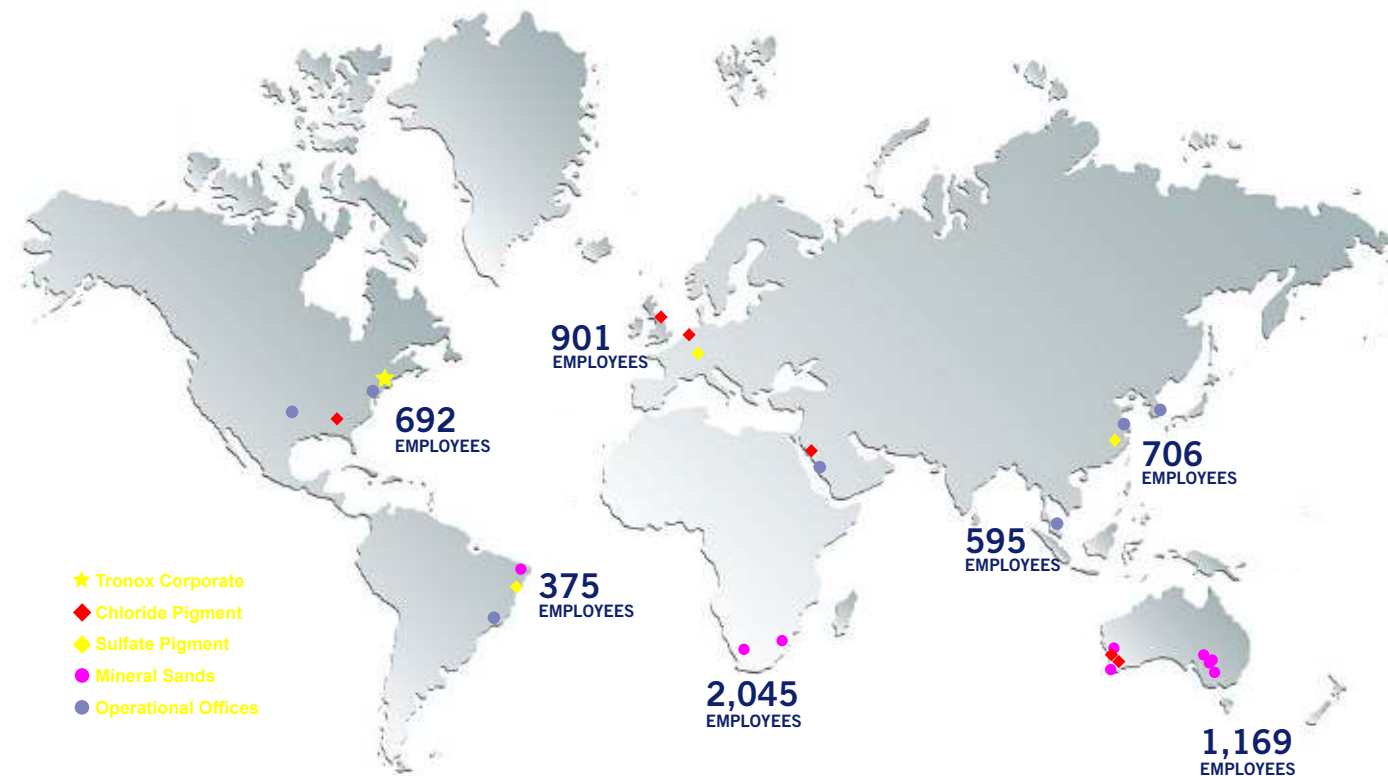 901
EMPLOYEES
692
EMPLOYEES
706
EMPLOYEES
595
EMPLOYEES
375
EMPLOYEES
Tronox Corporate
Chloride Pigment
Sulfate Pigment
Mineral Sands
Operational Offices
2,045
EMPLOYEES
1,169
EMPLOYEES